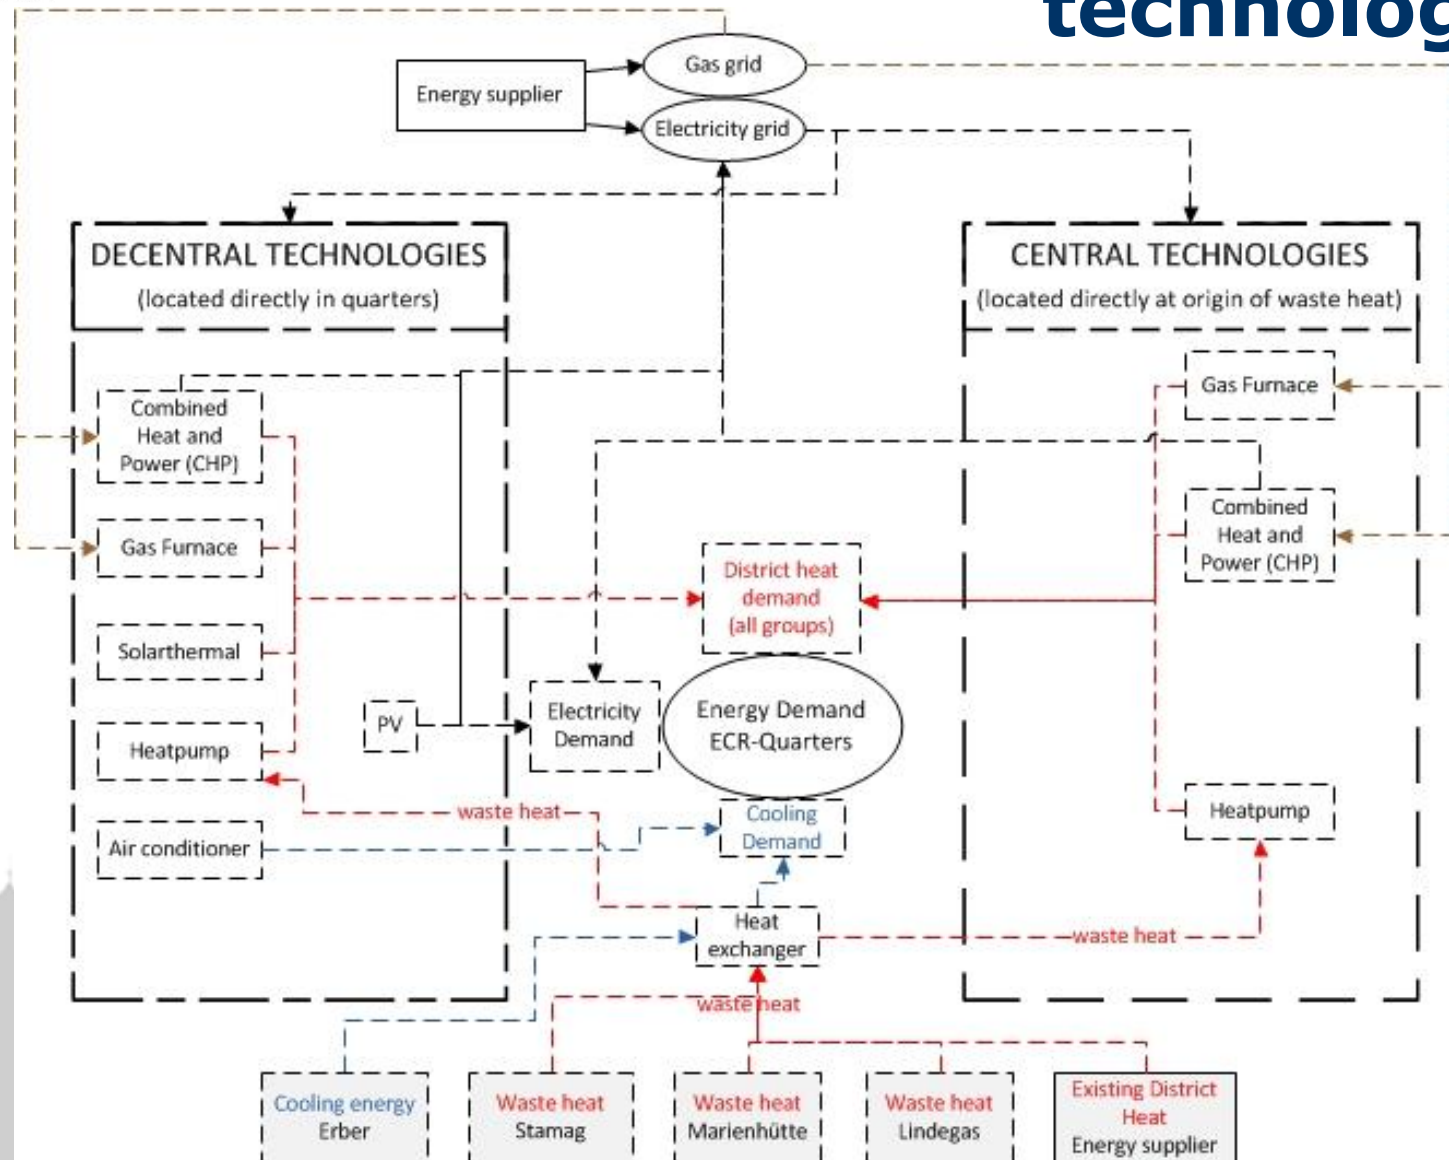 technolog
Gas grid
Energy supplier
Electricity grid
DECENTRAL TECHNOLOGIES
(located directly in quarters)
CENTRAL TECHNOLOGIES
(located directly at origin of waste heat)
Combined
Heat and
Power (CHP)
Gas Furnace
Solarthermal
Heatpump
Air conditioner
PV
Electricity
Demand
District heat
demand
(all groups)
Energy Demand
ECR-Quarters
Cooling
Demand
Heat
exchanger
Gas Furnace
Combined
Heat and
Power (CHP)
Heatpump
waste heat
waste heat
waste heat
Cooling energy
Erber
Waste heat
Stamag
Waste heat
Marienhütte
Waste heat
Lindegas
Existing District
Heat
Energy supplier